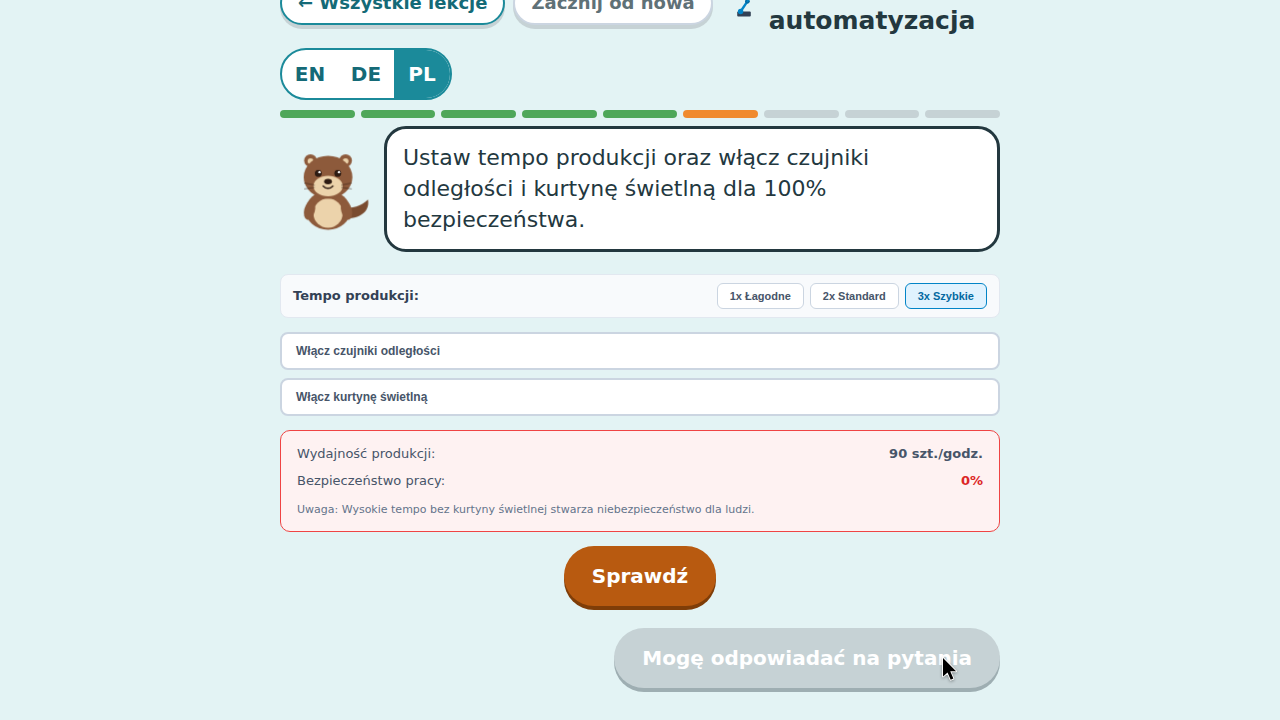 ← Wszystkie lekcje
Zacznij od nowa
automatyzacja
EN DE PL
Ustaw tempo produkcji oraz włącz czujniki
odległości i kurtynę świetlną dla 100%
bezpieczeństwa.
Tempo produkcji:
1x Łagodne
2x Standard
3x Szybkie
Włącz czujniki odległości
Włącz kurtynę świetlną
Wydajność produkcji: 90 szt./godz.
Bezpieczeństwo pracy: 0%
Uwaga: Wysokie tempo bez kurtyny świetlnej stwarza niebezpieczeństwo dla ludzi.
Sprawdź
Mogę odpowiadać na pytania